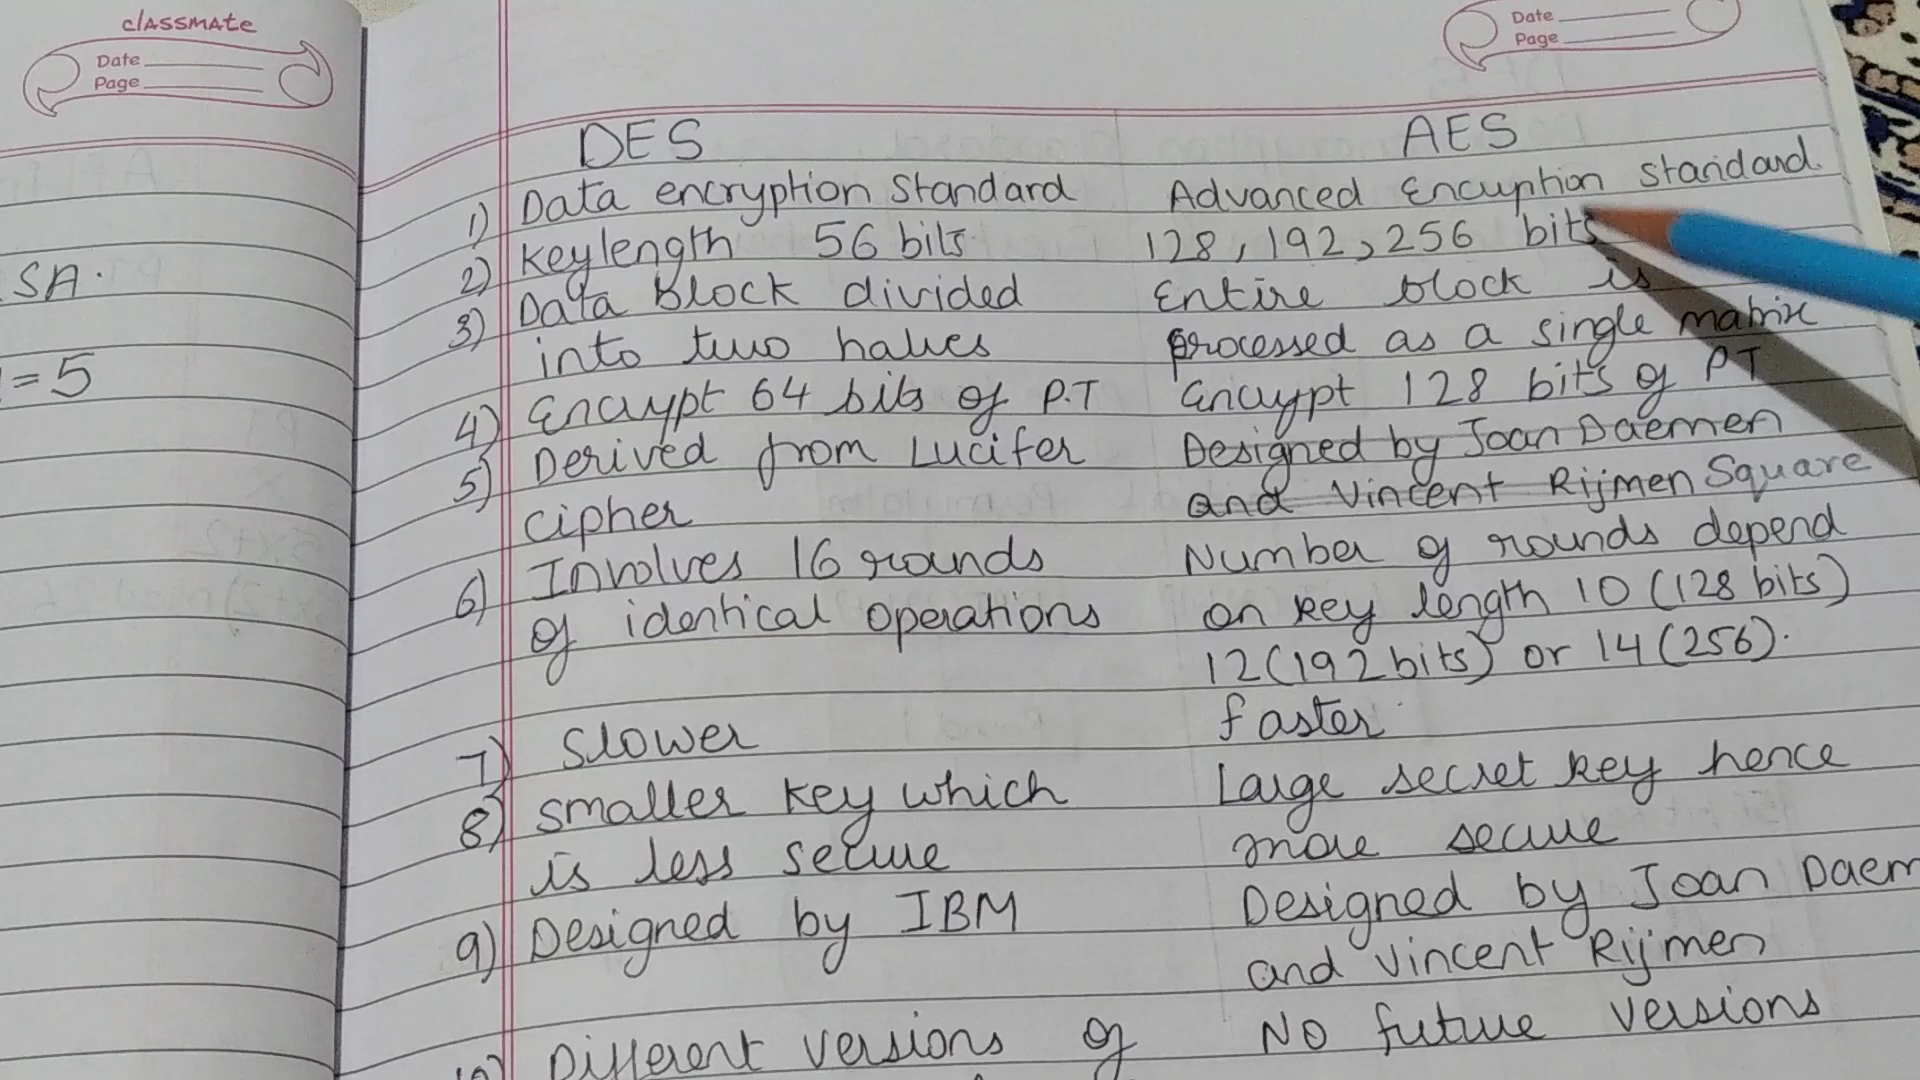 classmate
Date
Page
Date
Page
SA.
= 5
DES AES
1) Data encryption Standard Advanced Encryption standard
2) Key length 56 bits 128, 192, 256 bits
3) Data Block divided Entire block is
into two halves processed as a single matrix
4) Encrypt 64 bits of P.T Encrypt 128 bits of PT
5) Derived from Lucifer Designed by Joan Daemen
cipher and Vincent Rijmen Square
6) Involves 16 rounds Number of rounds depend
of identical operations on key length 10 (128 bits)
12 (192 bits) or 14 (256).
7) slower faster
8) smaller key which Large secret key hence
is less secure more secure
9) Designed by IBM Designed by Joan Daem
and Vincent Rijmen
10) Different versions of No future versions